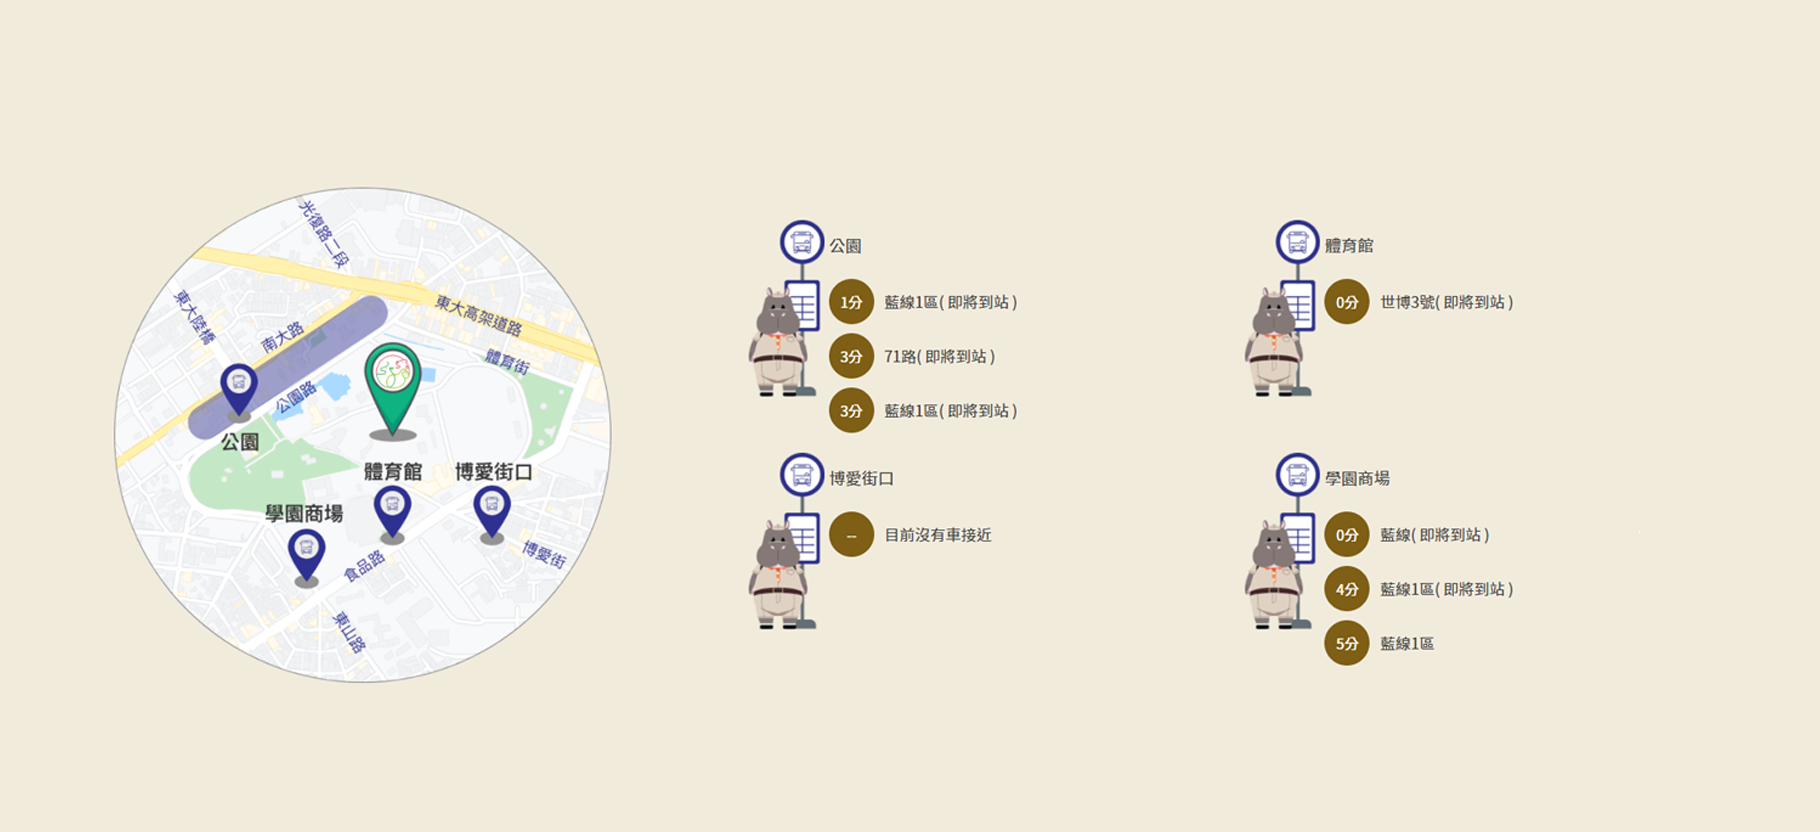 光復路二段
東大陸橋
南大路
東大高架道路
體育街
公園路
公園
體育館
博愛街口
學園商場
食品路
博愛街
東山路
公園
1分 藍線1區( 即將到站 )
3分 71路( 即將到站 )
3分 藍線1區( 即將到站 )
體育館
0分 世博3號( 即將到站 )
博愛街口
-- 目前沒有車接近
學園商場
0分 藍線( 即將到站 )
4分 藍線1區( 即將到站 )
5分 藍線1區